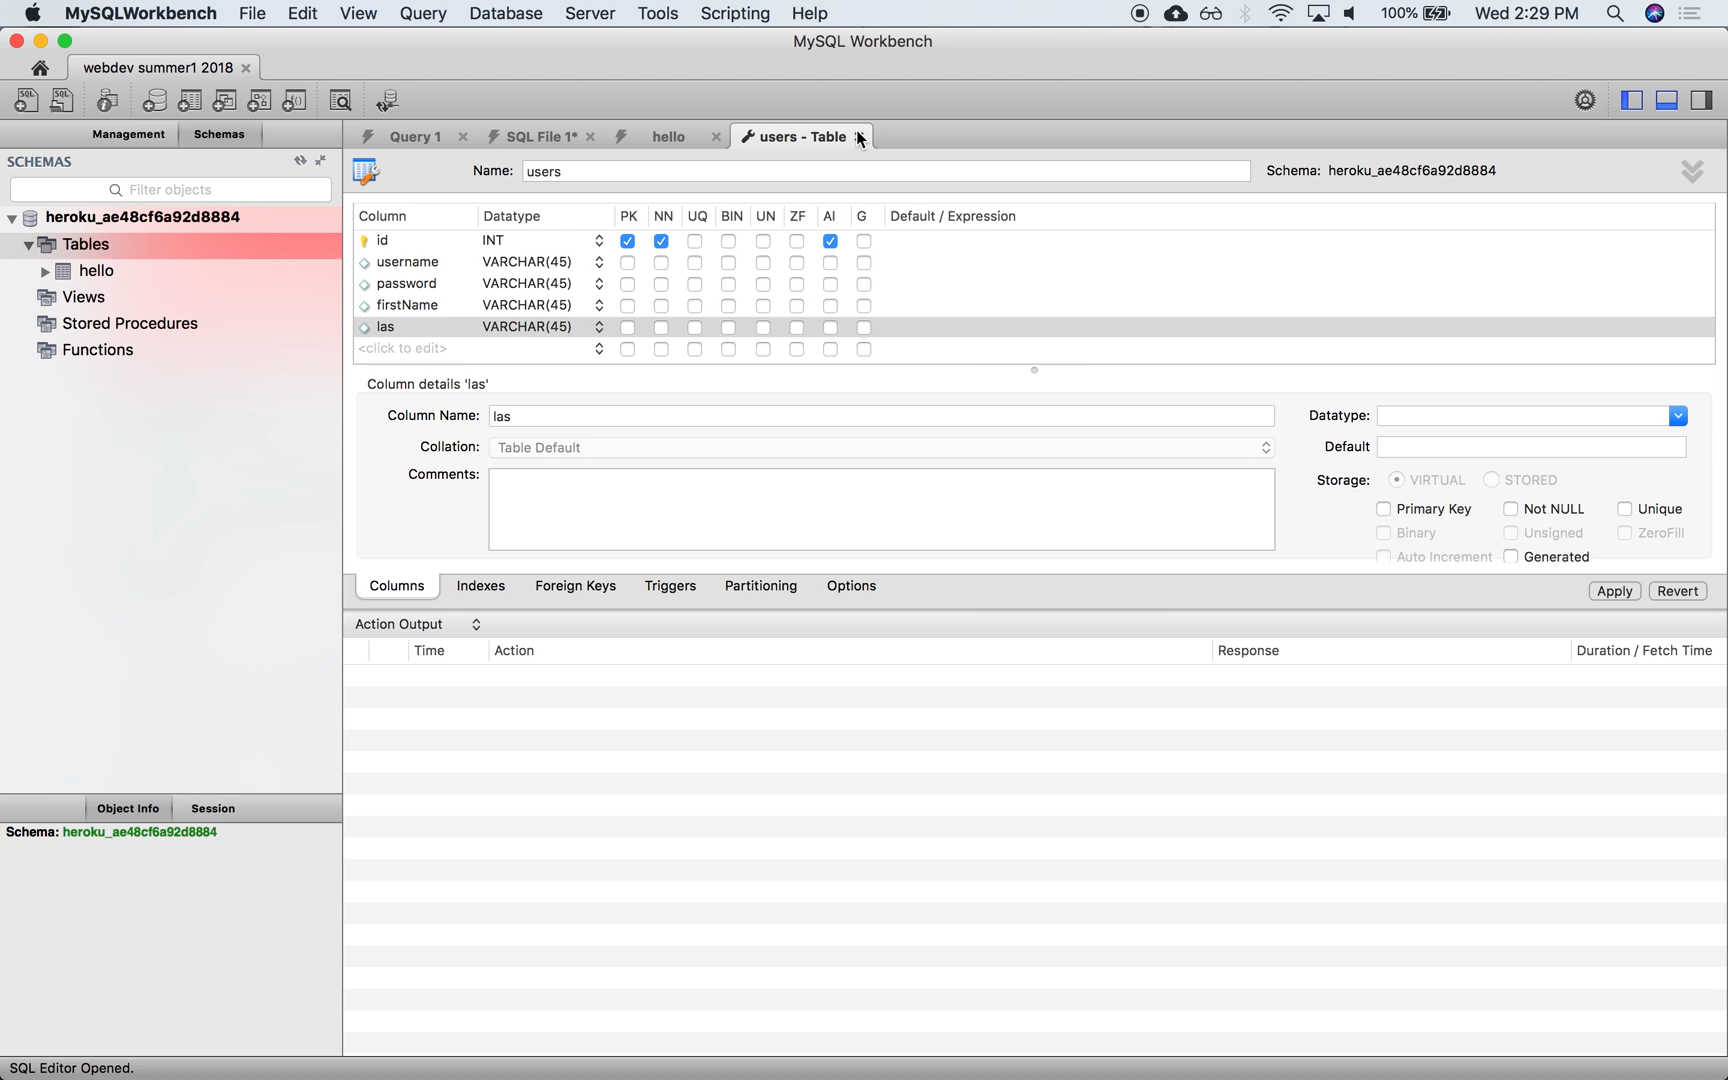 MySQLWorkbench File Edit View Query Database Server Tools Scripting Help 100% Wed 2:29 PM
MySQL Workbench
webdev summer1 2018
Management Schemas
Query 1 SQL File 1* hello users - Table
SCHEMAS
Name: users Schema: heroku_ae48cf6a92d8884
Filter objects
heroku_ae48cf6a92d8884
Tables
hello
Views
Stored Procedures
Functions
Column Datatype PK NN UQ BIN UN ZF AI G Default / Expression
id INT
username VARCHAR(45)
password VARCHAR(45)
firstName VARCHAR(45)
las VARCHAR(45)
<click to edit>
Column details 'las'
Column Name: las Datatype:
Collation: Table Default Default
Comments: Storage: VIRTUAL STORED
Primary Key Not NULL Unique
Binary Unsigned ZeroFill
Auto Increment Generated
Columns Indexes Foreign Keys Triggers Partitioning Options Apply Revert
Action Output
Time Action Response Duration / Fetch Time
Object Info Session
Schema: heroku_ae48cf6a92d8884
SQL Editor Opened.